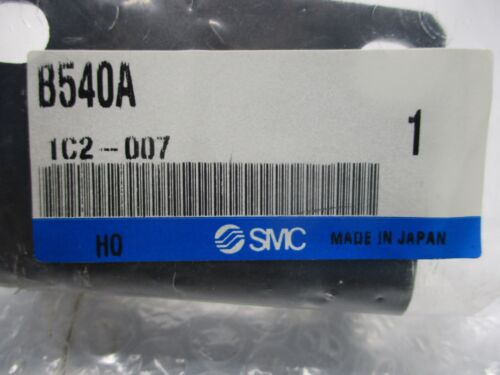 B540A
1C2-007
1
HO SMC MADE IN JAPAN